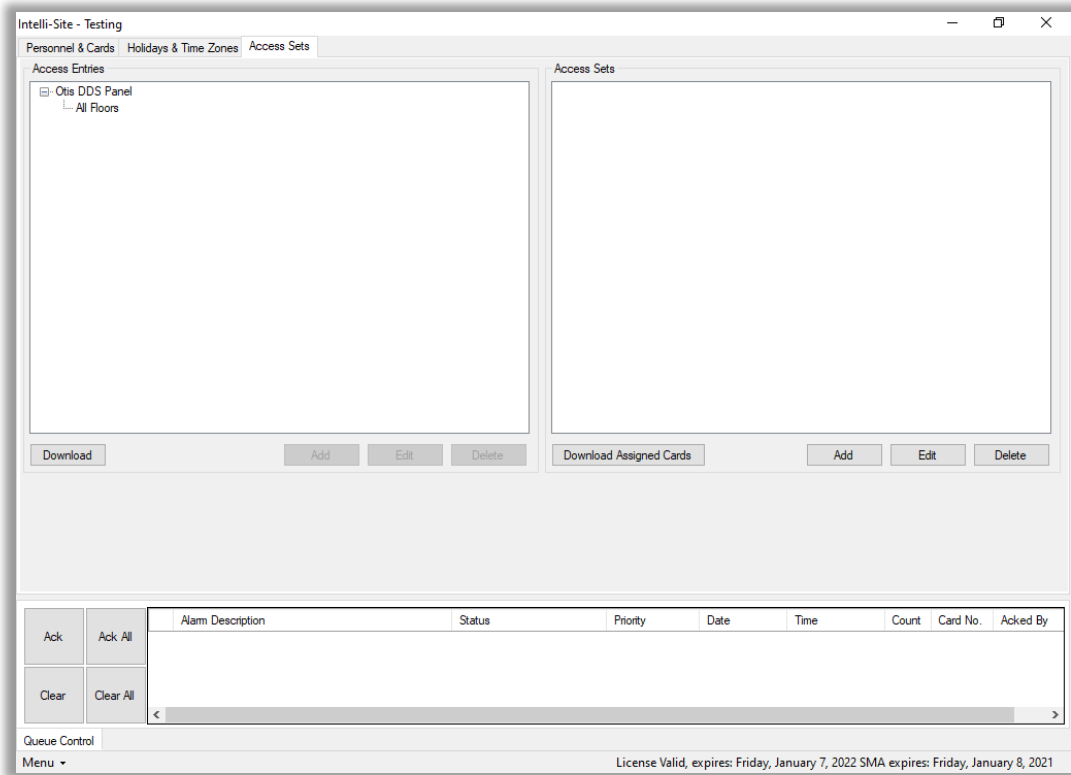 Intelli-Site - Testing
Personnel & Cards Holidays & Time Zones Access Sets
Access Entries
Otis DDS Panel
All Floors
Download Add Edit Delete
Access Sets
Download Assigned Cards Add Edit Delete
Ack Ack All
Clear Clear All
Alarm Description Status Priority Date Time Count Card No. Acked By
Queue Control
Menu
License Valid, expires: Friday, January 7, 2022 SMA expires: Friday, January 8, 2021